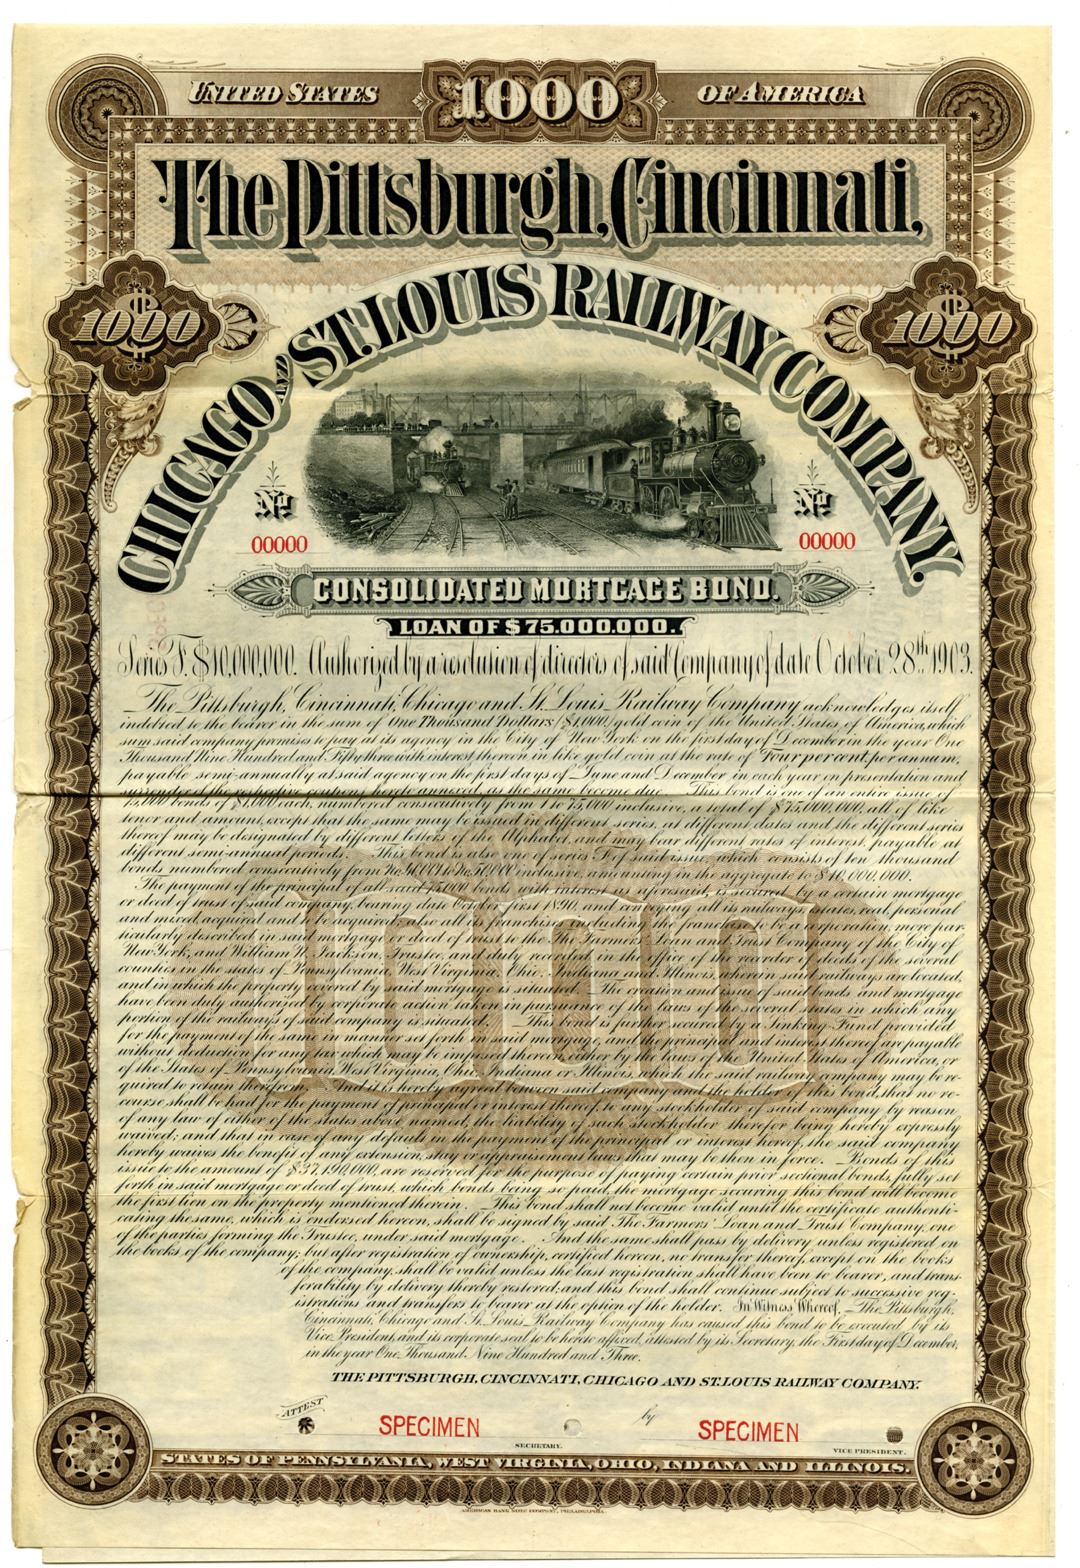 UNITED STATES 1000 OF AMERICA
The Pittsburgh, Cincinnati,
$1000 $1000
CHICAGO AND ST. LOUIS RAILWAY COMPANY.
No No
00000 00000
CONSOLIDATED MORTGAGE BOND.
LOAN OF $75.000.000.
Series F. $10,000,000. Authorized by a resolution of directors of said Company of date October 28th 1903.
The Pittsburgh, Cincinnati, Chicago and St. Louis Railway Company acknowledges itself
indebted to the bearer in the sum of One Thousand Dollars ($1,000) gold coin of the United States of America, which
sum said company promises to pay at its agency in the City of New York on the first day of December in the year One
Thousand Nine Hundred and Fifty three with interest thereon in like gold coin at the rate of Four per cent. per annum,
payable semi-annually at said agency on the first days of June and December in each year on presentation and
surrender of the respective coupons hereto annexed, as the same become due. This bond is one of an entire issue of
75,000 bonds of $1,000 each, numbered consecutively from 1 to 75,000 inclusive, a total of $75,000,000, all of like
tenor and amount, except that the same may be issued in different series, at different dates and the different series
thereof may be designated by different letters of the Alphabet, and may bear different rates of interest, payable at
different semi-annual periods. This bond is also one of series F of said issue, which consists of ten thousand
bonds, numbered consecutively from No. to No. inclusive, amounting in the aggregate to $10,000,000.
The payment of the principal of all said 75,000 bonds with interest as aforesaid, is secured by a certain mortgage
or deed of trust of said company, bearing date October first 1890, and conveying all its railways, estates, real, personal
and mixed, acquired and to be acquired, also all its franchises including the franchise to be a corporation, more par-
ticularly described in said mortgage or deed of trust to the The Farmers' Loan and Trust Company of the City of
New York, and William N. Jackson, Trustee, and duly recorded in the office of the recorder of deeds of the several
counties in the states of Pennsylvania, West Virginia, Ohio, Indiana and Illinois, wherein said railways are located,
and in which the property covered by said mortgage is situated. The creation and issue of said bonds and mortgage
have been duly authorized by corporate action taken in pursuance of the laws of the several states in which any
portion of the railways of said company is situated. This bond is further secured by a Sinking Fund provided
for the payment of the same in manner set forth in said mortgage, and the principal and interest thereof are payable
without deduction for any tax which may be imposed thereon either by the laws of the United States of America, or
of the States of Pennsylvania, West Virginia, Ohio, Indiana or Illinois, which the said railway company may be re-
quired to retain therefrom. And it is hereby agreed between said company and the holder of this bond, that no re-
course shall be had for the payment of principal or interest thereof, to any stockholder of said company by reason
of any law of either of the states above named, the liability of such stockholder therefor being hereby expressly
waived; and that in case of any default in the payment of the principal or interest hereof, the said company
hereby waives the benefit of any extension, stay or appraisement laws that may be then in force. Bonds of this
issue to the amount of $37,190,000, are reserved for the purpose of paying certain prior sectional bonds, fully set
forth in said mortgage or deed of trust, which bonds being so paid, the mortgage securing this bond will become
the first lien on the property mentioned therein. This bond shall not become valid until the certificate authenti-
cating the same, which is endorsed hereon, shall be signed by said The Farmers' Loan and Trust Company, one
of the parties forming the Trustee, under said mortgage. And the same shall pass by delivery unless registered on
the books of the company; but after registration of ownership, certified hereon, no transfer thereof, except on the books
of the company, shall be valid unless the last registration shall have been to bearer, and trans-
ferability by delivery thereby restored; and this bond shall continue subject to successive reg-
istrations and transfers to bearer at the option of the holder. In Witness Whereof, The Pittsburgh,
Cincinnati, Chicago and St. Louis Railway Company has caused this bond to be executed by its
Vice President, and its corporate seal to be hereto affixed, attested by its Secretary, the First day of December,
in the year One Thousand Nine Hundred and Three.
THE PITTSBURGH, CINCINNATI, CHICAGO AND ST. LOUIS RAILWAY COMPANY.
ATTEST by
SPECIMEN SPECIMEN
SECRETARY. VICE PRESIDENT.
STATES OF PENNSYLVANIA, WEST VIRGINIA, OHIO, INDIANA AND ILLINOIS.
AMERICAN BANK NOTE COMPANY, PHILADELPHIA.